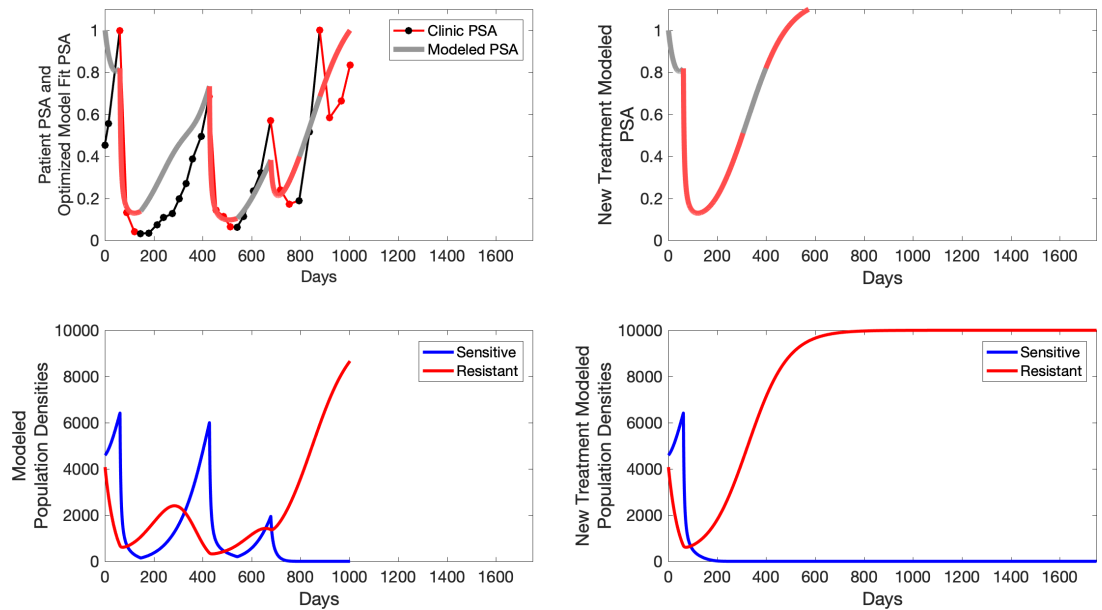 Patient PSA and
Optimized Model Fit PSA
1
0.8
0.6
0.4
0.2
0
0 200 400 600 800 1000 1200 1400 1600
Days
Clinic PSA
Modeled PSA
New Treatment Modeled
PSA
1
0.8
0.6
0.4
0.2
0
0 200 400 600 800 1000 1200 1400 1600
Days
Modeled
Population Densities
10000
8000
6000
4000
2000
0
0 200 400 600 800 1000 1200 1400 1600
Days
Sensitive
Resistant
New Treatment Modeled
Population Densities
10000
8000
6000
4000
2000
0
0 200 400 600 800 1000 1200 1400 1600
Days
Sensitive
Resistant